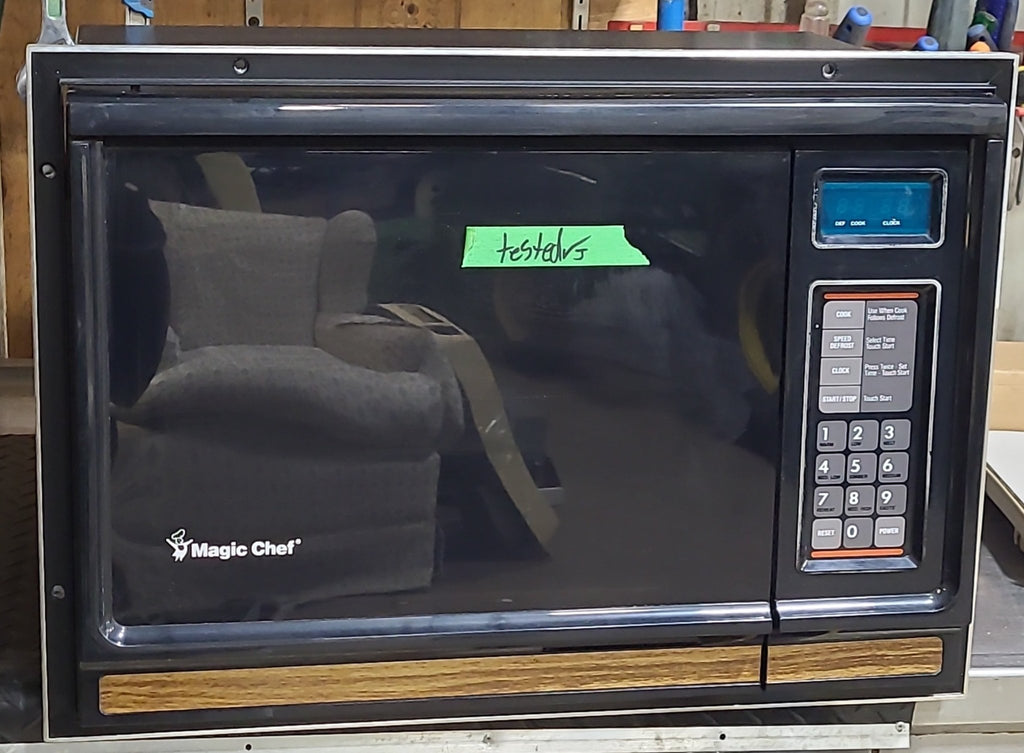 testedvs
DEF COOK CLOCK
COOK
Use When Cook
Follows Defrost
SPEED
DEFROST
Select Time
Touch Start
CLOCK
Press Twice - Set
Time - Touch Start
START/STOP
Touch Start
1 2 3
4 5 6
7 8 9
RESET 0 POWER
Magic Chef